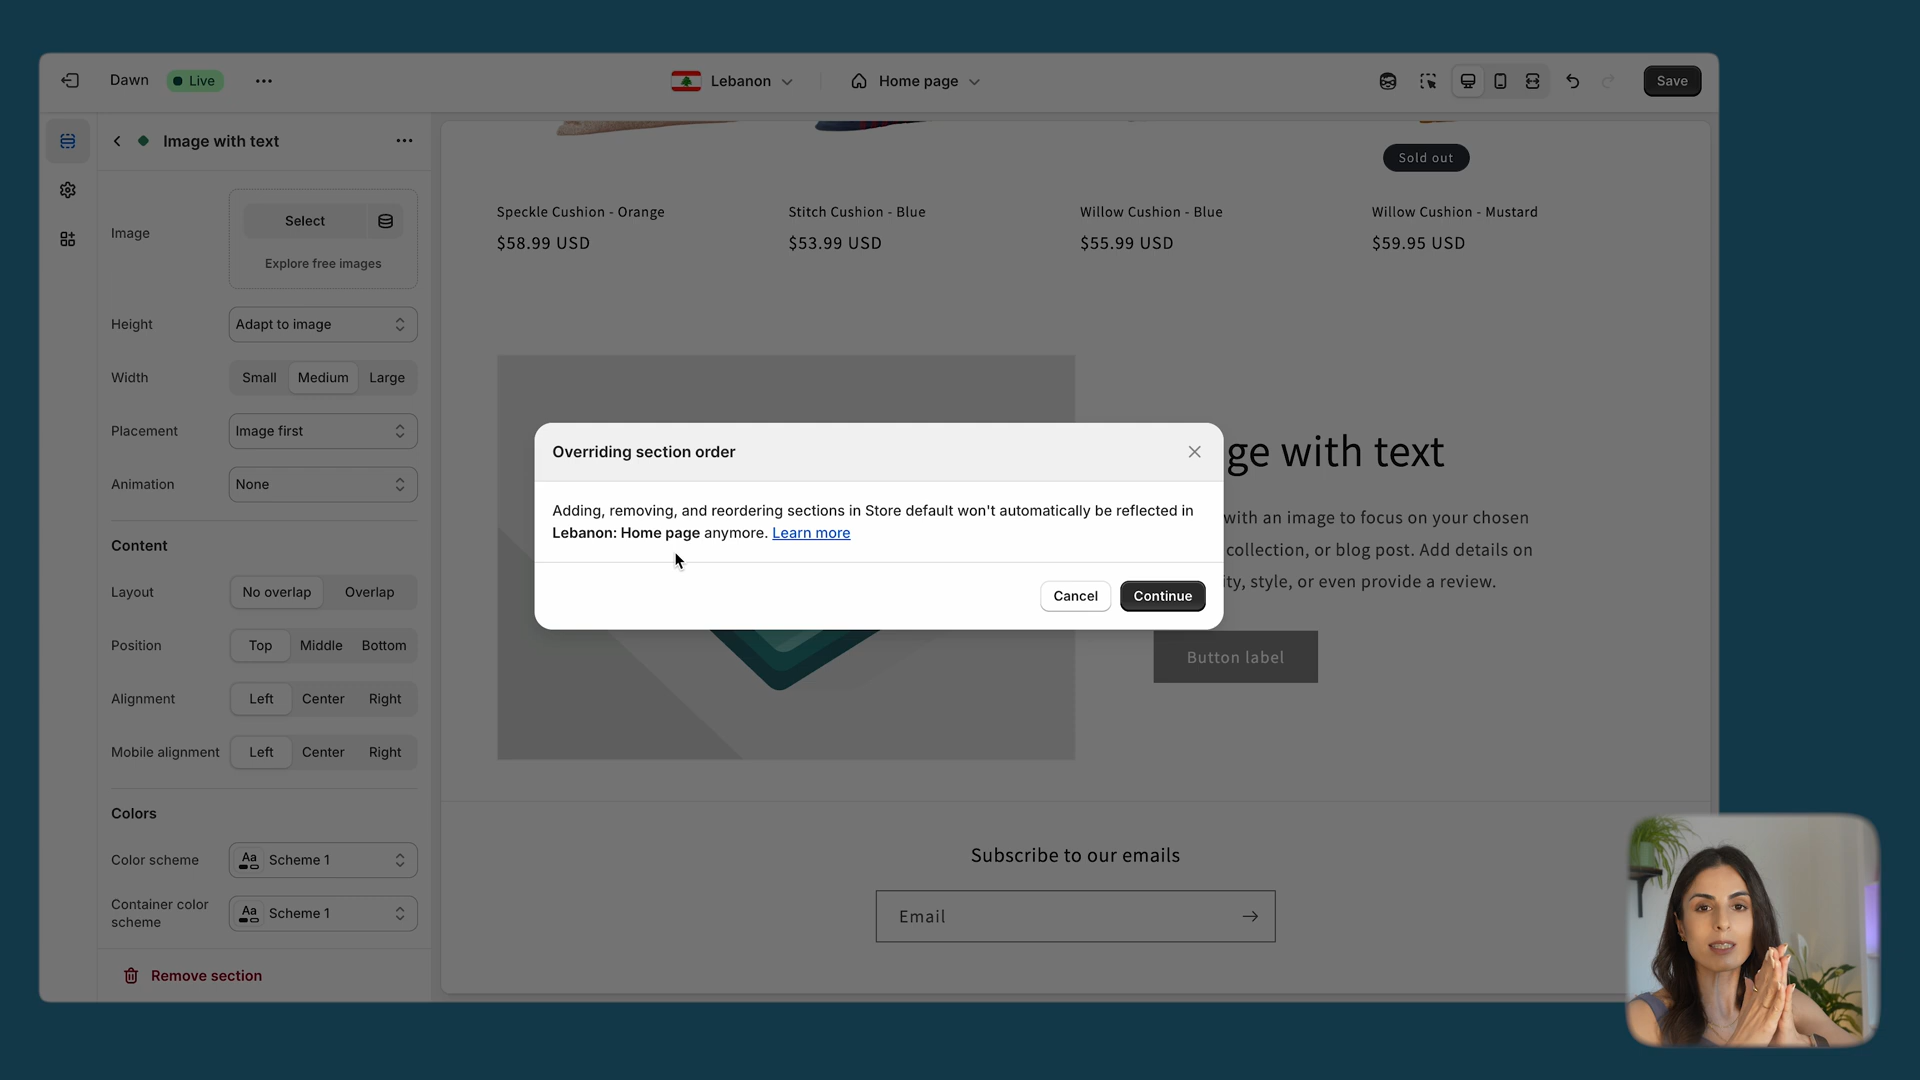 Dawn
Live
Lebanon
Home page
Save
Image with text
Image
Select
Explore free images
Height
Adapt to image
Width
Small
Medium
Large
Placement
Image first
Animation
None
Content
Layout
No overlap
Overlap
Position
Top
Middle
Bottom
Alignment
Left
Center
Right
Mobile alignment
Left
Center
Right
Colors
Color scheme
Aa
Scheme 1
Container color
scheme
Aa
Scheme 1
Remove section
Sold out
Speckle Cushion - Orange
$58.99 USD
Stitch Cushion - Blue
$53.99 USD
Willow Cushion - Blue
$55.99 USD
Willow Cushion - Mustard
$59.95 USD
Overriding section order
Adding, removing, and reordering sections in Store default won't automatically be reflected in
Lebanon: Home page anymore. Learn more
Cancel
Continue
with text
with an image to focus on your chosen
collection, or blog post. Add details on
style, or even provide a review.
Button label
Subscribe to our emails
Email